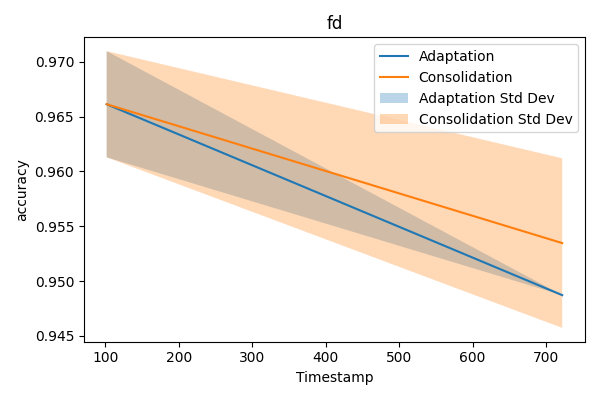 fd
0.970
0.965
0.960
0.955
0.950
0.945
accuracy
Adaptation
Consolidation
Adaptation Std Dev
Consolidation Std Dev
100 200 300 400 500 600 700
Timestamp